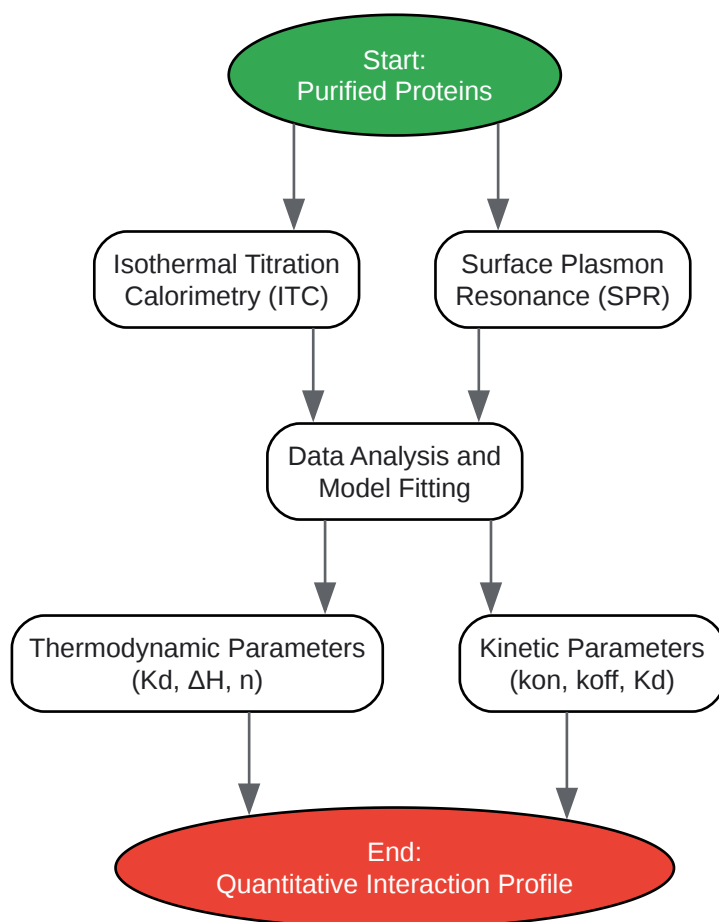 Start:
Purified Proteins
Isothermal Titration
Calorimetry (ITC)
Surface Plasmon
Resonance (SPR)
Data Analysis and
Model Fitting
Thermodynamic Parameters
(Kd, ΔH, n)
Kinetic Parameters
(kon, koff, Kd)
End:
Quantitative Interaction Profile